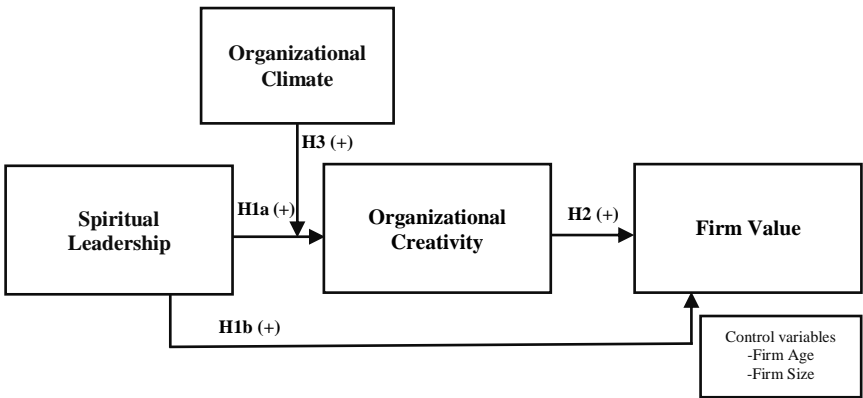 Organizational
Climate
H3 (+)
Spiritual
Leadership
H1a (+)
Organizational
Creativity
H2 (+)
Firm Value
H1b (+)
Control variables
-Firm Age
-Firm Size